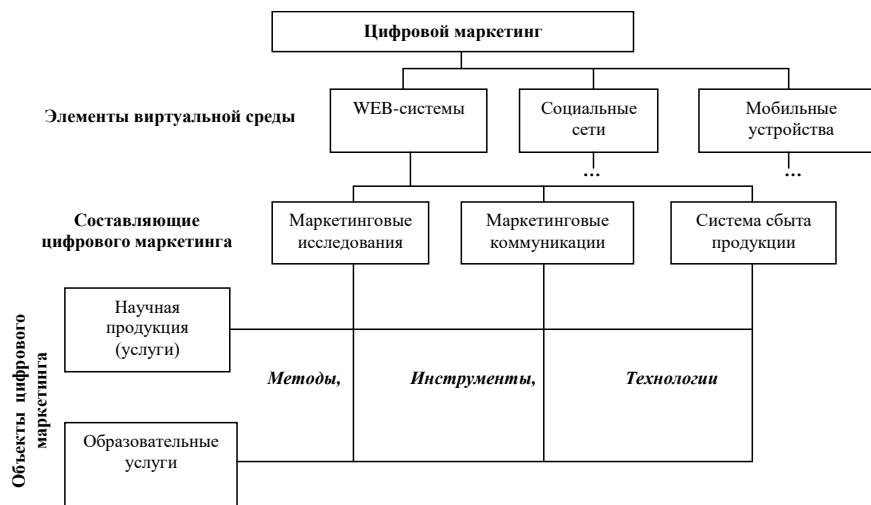 Цифровой маркетинг
Элементы виртуальной среды
WEB-системы
Социальные
сети
Мобильные
устройства
...
...
Составляющие
цифрового маркетинга
Маркетинговые
исследования
Маркетинговые
коммуникации
Система сбыта
продукции
Объекты цифрового
маркетинга
Научная
продукция
(услуги)
Методы,
Инструменты,
Технологии
Образовательные
услуги